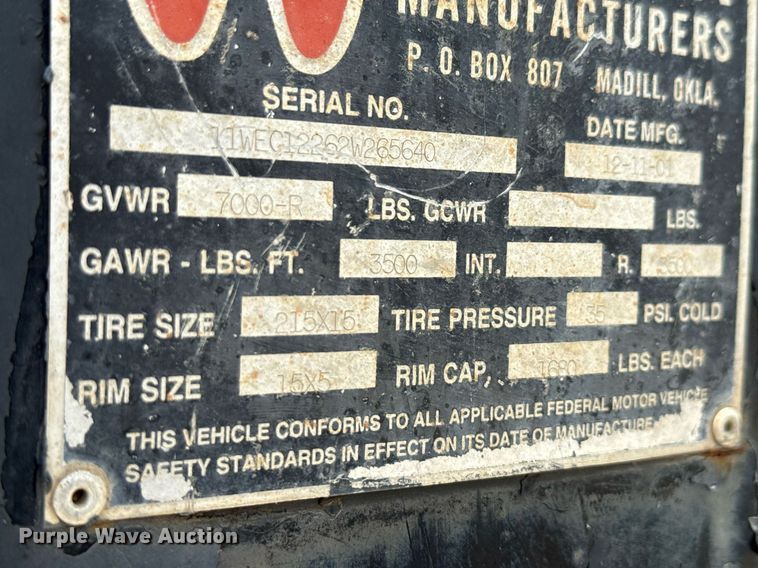 MANUFACTURERS
P. O. BOX 807 MADILL, OKLA.
SERIAL NO. DATE MFG.
11WEC12262W265640 12-11-01
GVWR 7000-R LBS. GCWR LBS.
GAWR - LBS. FT. 3500 INT. R. 3500
TIRE SIZE 215X15 TIRE PRESSURE 35 PSI. COLD
RIM SIZE 15X5 RIM CAP, LBS. EACH
THIS VEHICLE CONFORMS TO ALL APPLICABLE FEDERAL MOTOR VEHICLE
SAFETY STANDARDS IN EFFECT ON ITS DATE OF MANUFACTURE
Purple Wave Auction